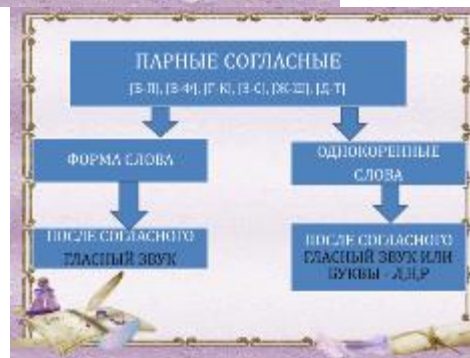 ПАРНЫЕ СОГЛАСНЫЕ
[Б-П], [В-Ф], [Г-К], [З-С], [Ж-Ш], [Д-Т]
ФОРМА СЛОВА
ОДНОКОРЕННЫЕ
СЛОВА
ПОСЛЕ СОГЛАСНОГО
ГЛАСНЫЙ ЗВУК
ПОСЛЕ СОГЛАСНОГО
ГЛАСНЫЙ ЗВУК ИЛИ
БУКВЫ - Л,Н,Р